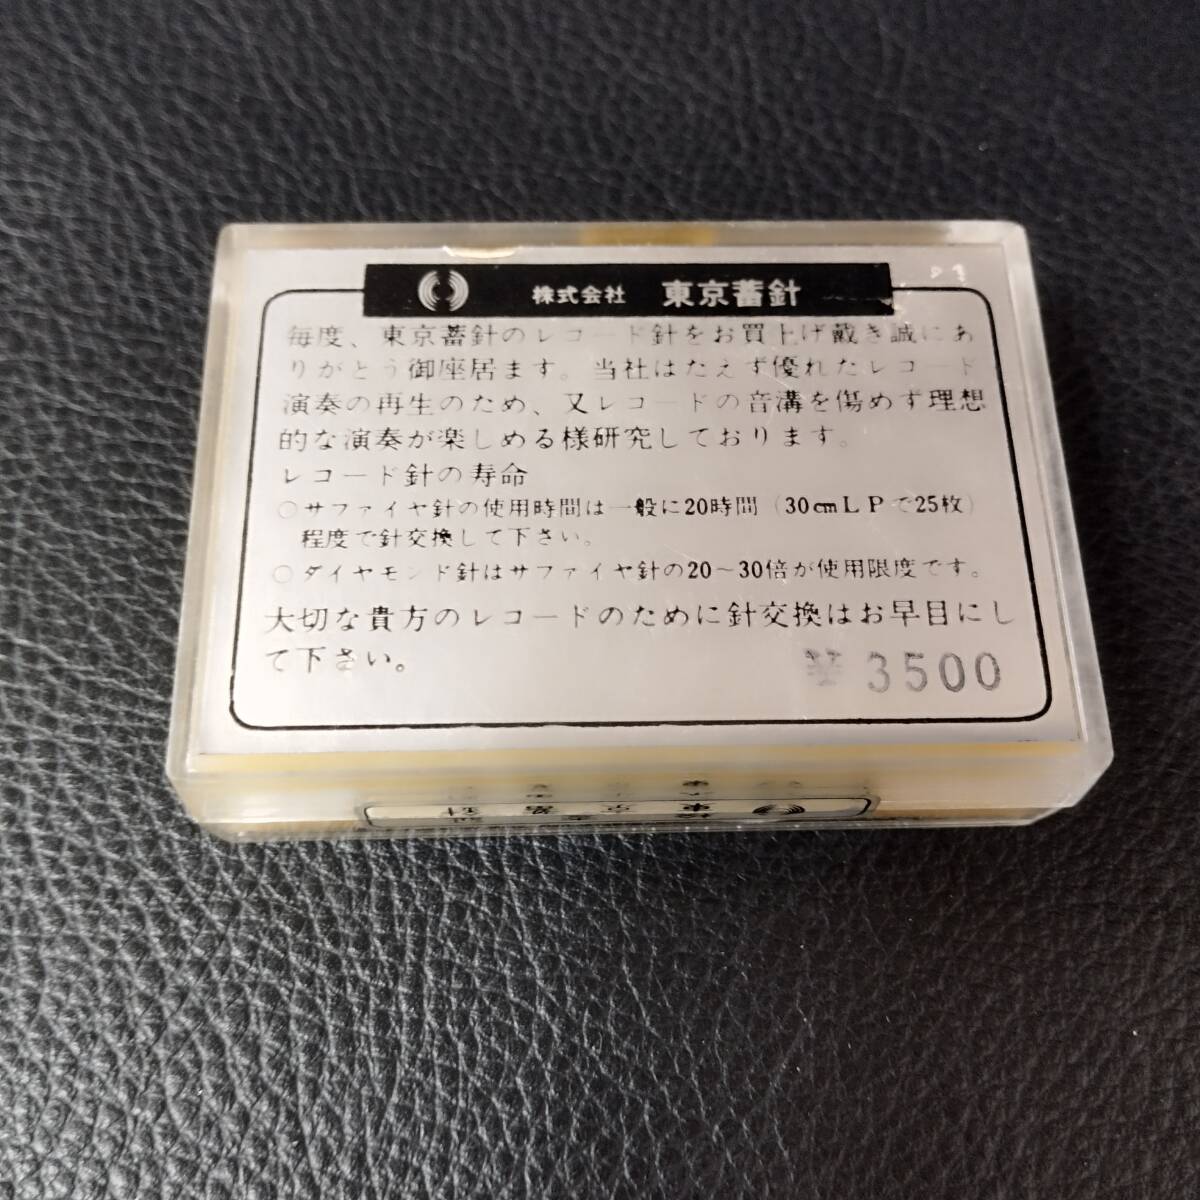 株式会社 東京蓄針
毎度、東京蓄針のレコード針をお買上げ戴き誠にあ
りがとう御座居ます。当社はたえず優れたレコード
演奏の再生のため、又レコードの音溝を傷めず理想
的な演奏が楽しめる様研究しております。
レコード針の寿命
○サファイヤ針の使用時間は一般に20時間(30cmLPで25枚)
程度で針交換して下さい。
○ダイヤモンド針はサファイヤ針の20～30倍が使用限度です。
大切な貴方のレコードのために針交換はお早目にし
て下さい。
¥3500
東京蓄針